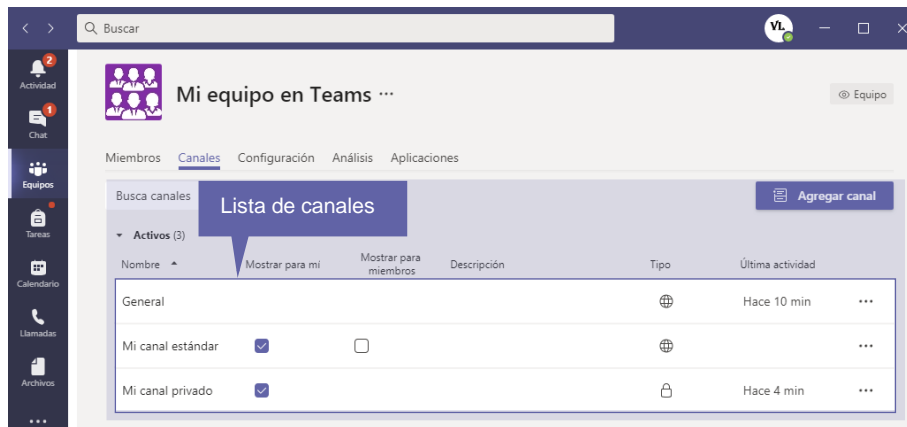 Buscar
VL
2
Actividad
1
Chat
Equipos
Tareas
Calendario
Llamadas
Archivos
Mi equipo en Teams ...
Equipo
Miembros Canales Configuración Análisis Aplicaciones
Busca canales
Lista de canales
Agregar canal
Activos (3)
Nombre Mostrar para mí Mostrar para miembros Descripción Tipo Última actividad
General Hace 10 min ...
Mi canal estándar ...
Mi canal privado Hace 4 min ...